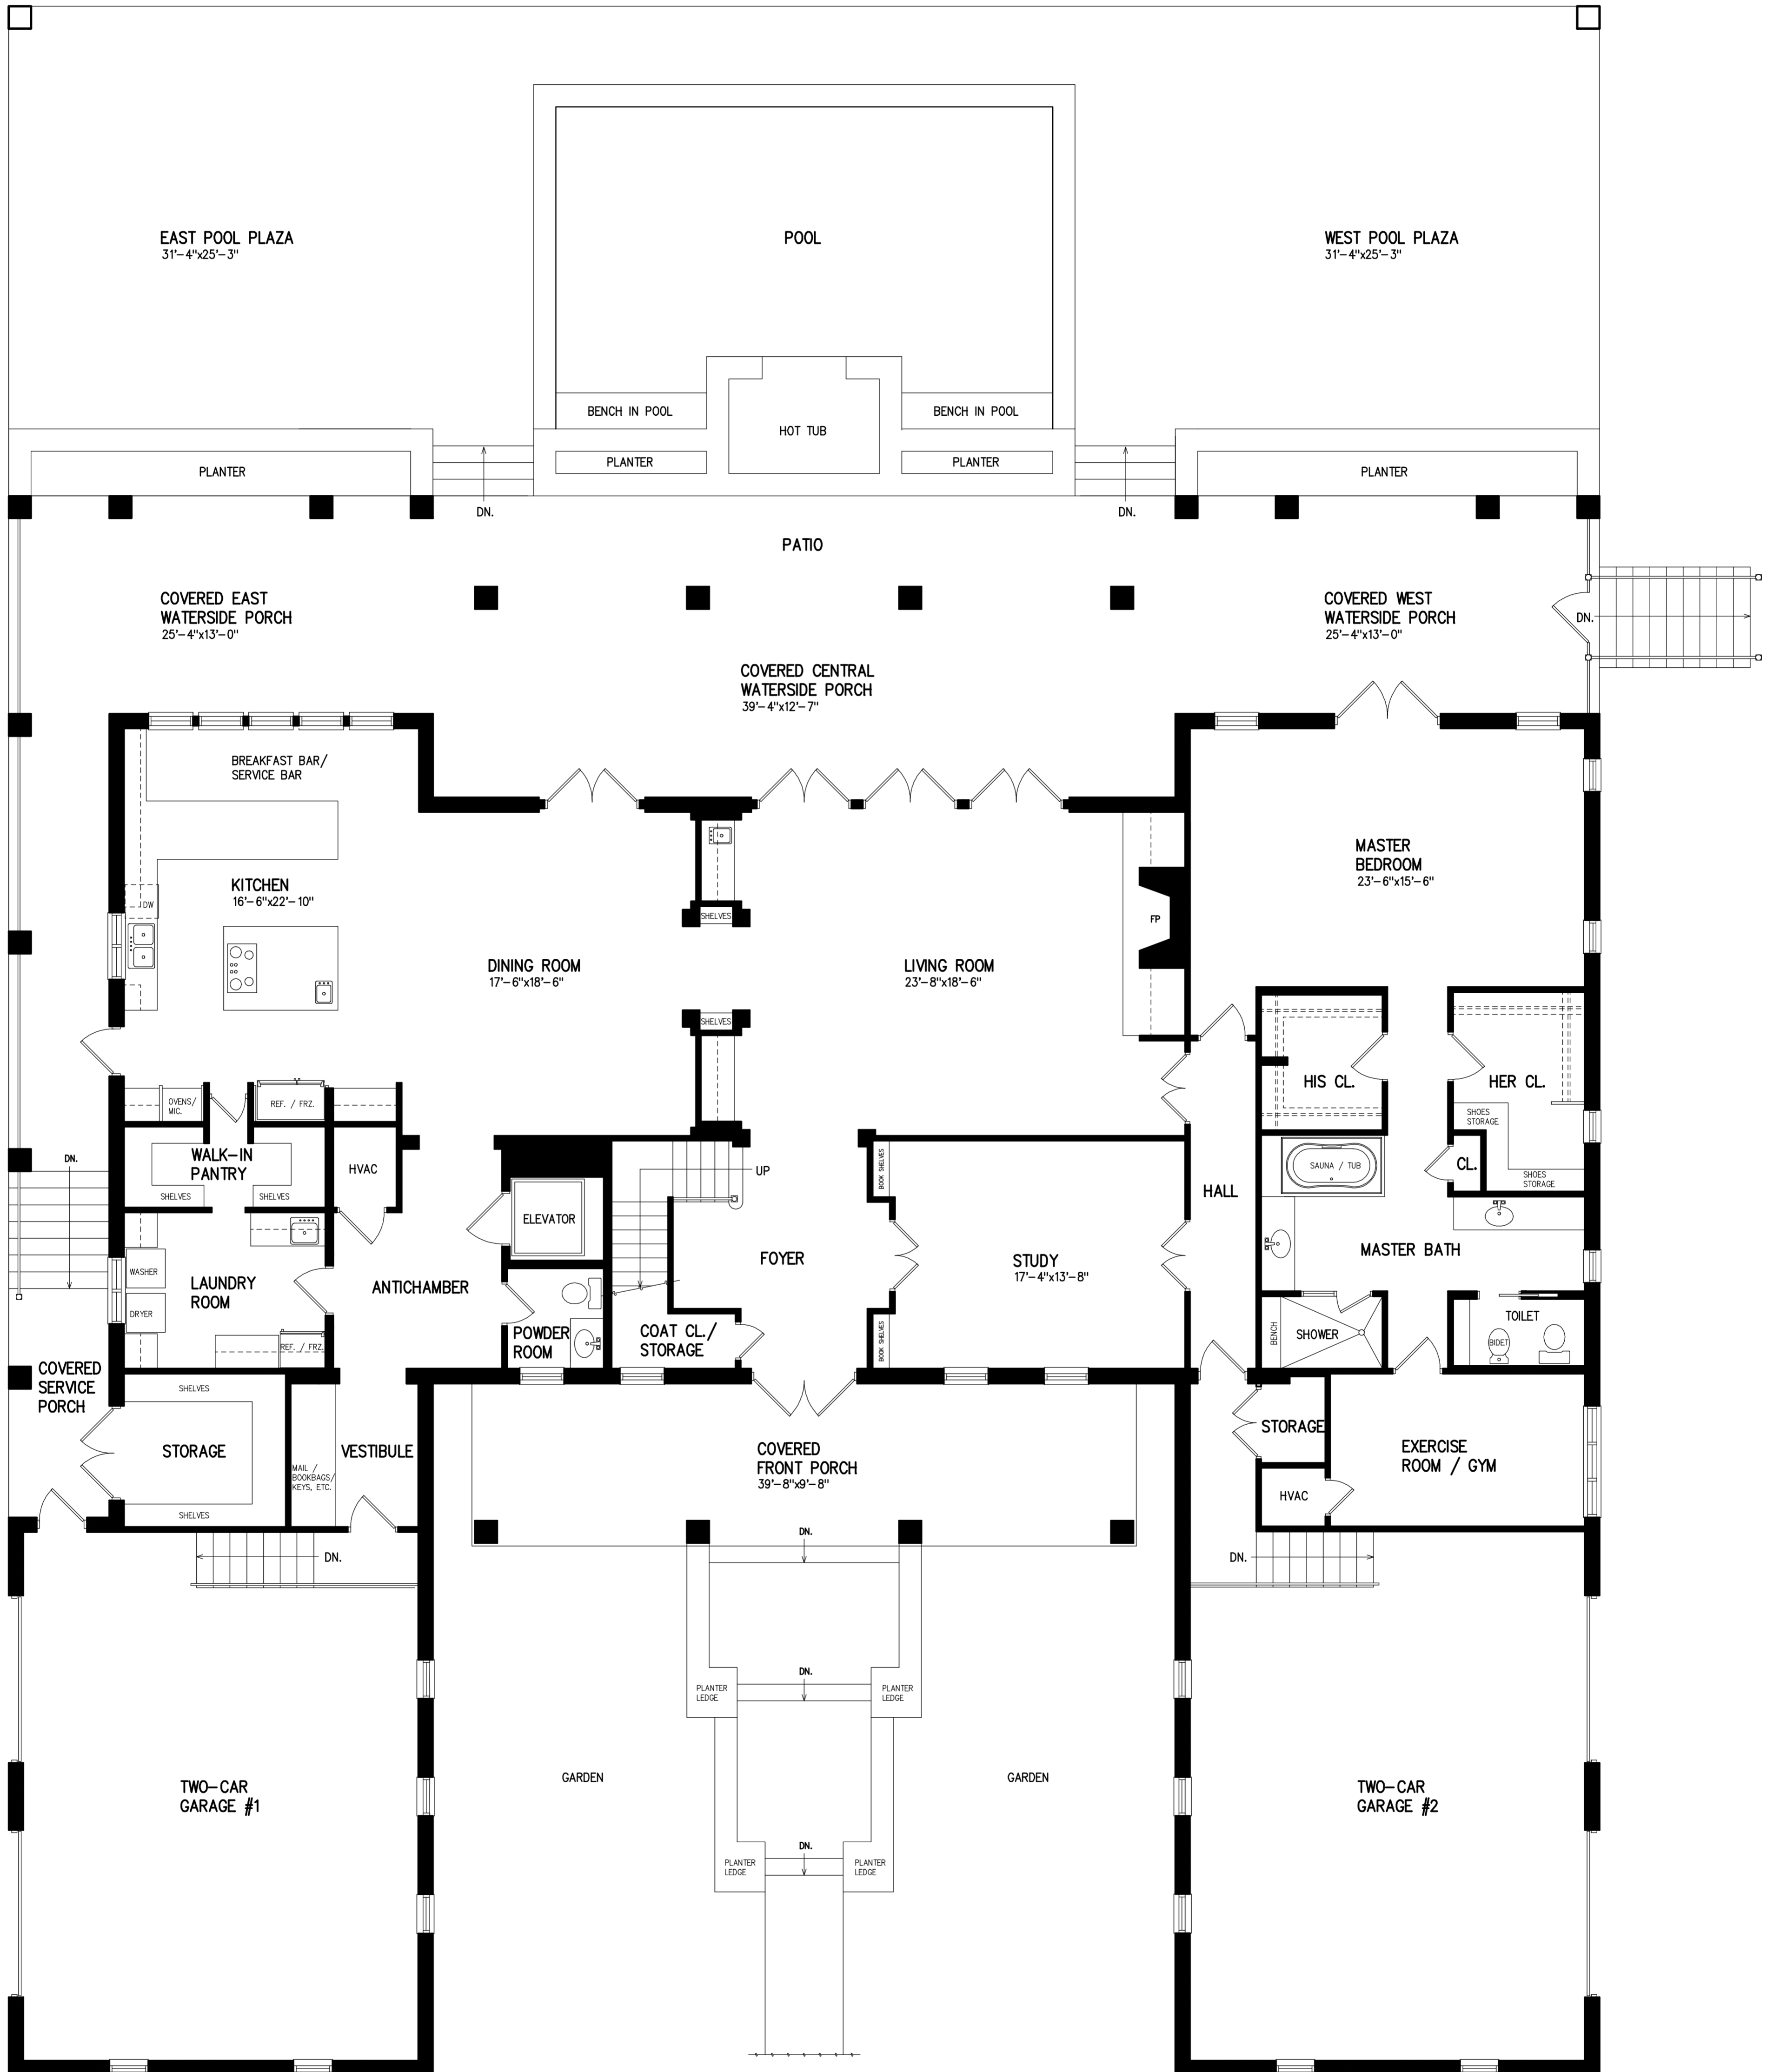 EAST POOL PLAZA
31'-4"x25'-3"
POOL
WEST POOL PLAZA
31'-4"x25'-3"
BENCH IN POOL
BENCH IN POOL
HOT TUB
PLANTER
PLANTER
PLANTER
PLANTER
DN.
DN.
PATIO
COVERED EAST
WATERSIDE PORCH
25'-4"x13'-0"
COVERED WEST
WATERSIDE PORCH
25'-4"x13'-0"
DN.
COVERED CENTRAL
WATERSIDE PORCH
39'-4"x12'-7"
BREAKFAST BAR/
SERVICE BAR
KITCHEN
16'-6"x22'-10"
DW
MASTER
BEDROOM
23'-6"x15'-6"
SHELVES
FP
DINING ROOM
17'-6"x18'-6"
LIVING ROOM
23'-8"x18'-6"
SHELVES
OVENS/
MIC.
REF. / FRZ.
HIS CL.
HER CL.
SHOES
STORAGE
DN.
WALK-IN
PANTRY
SHELVES
SHELVES
HVAC
UP
BOOK SHELVES
SAUNA / TUB
CL.
SHOES
STORAGE
HALL
ELEVATOR
FOYER
STUDY
17'-4"x13'-8"
MASTER BATH
WASHER
LAUNDRY
ROOM
DRYER
ANTICHAMBER
REF. / FRZ.
POWDER
ROOM
COAT CL./
STORAGE
BOOK SHELVES
BENCH
SHOWER
TOILET
BIDET
COVERED
SERVICE
PORCH
SHELVES
STORAGE
SHELVES
VESTIBULE
MAIL /
BOOKBAGS/
KEYS, ETC.
COVERED
FRONT PORCH
39'-8"x9'-8"
STORAGE
EXERCISE
ROOM / GYM
HVAC
DN.
DN.
DN.
DN.
PLANTER
LEDGE
PLANTER
LEDGE
GARDEN
GARDEN
TWO-CAR
GARAGE #1
TWO-CAR
GARAGE #2
DN.
PLANTER
LEDGE
PLANTER
LEDGE